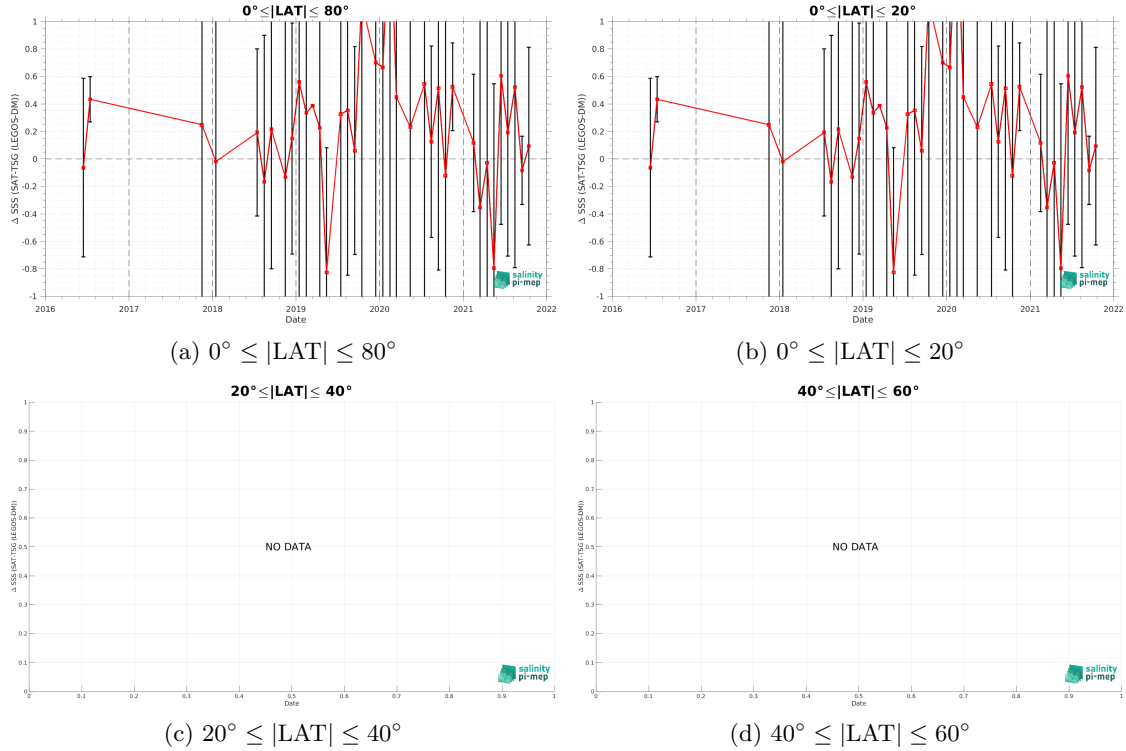 0°≤|LAT|≤ 80°
Δ SSS (SAT-TSG (LEGOS-DM))
1
0.8
0.6
0.4
0.2
0
-0.2
-0.4
-0.6
-0.8
-1
2016 2017 2018 2019 2020 2021 2022
Date
salinity
pi-mep
(a) 0° ≤ |LAT| ≤ 80°
0°≤|LAT|≤ 20°
Δ SSS (SAT-TSG (LEGOS-DM))
1
0.8
0.6
0.4
0.2
0
-0.2
-0.4
-0.6
-0.8
-1
2016 2017 2018 2019 2020 2021 2022
Date
salinity
pi-mep
(b) 0° ≤ |LAT| ≤ 20°
20°≤|LAT|≤ 40°
Δ SSS (SAT-TSG (LEGOS-DM))
1
0.9
0.8
0.7
0.6
0.5
0.4
0.3
0.2
0.1
0
NO DATA
0 0.1 0.2 0.3 0.4 0.5 0.6 0.7 0.8 0.9 1
Date
salinity
pi-mep
(c) 20° ≤ |LAT| ≤ 40°
40°≤|LAT|≤ 60°
Δ SSS (SAT-TSG (LEGOS-DM))
1
0.9
0.8
0.7
0.6
0.5
0.4
0.3
0.2
0.1
0
NO DATA
0 0.1 0.2 0.3 0.4 0.5 0.6 0.7 0.8 0.9 1
Date
salinity
pi-mep
(d) 40° ≤ |LAT| ≤ 60°